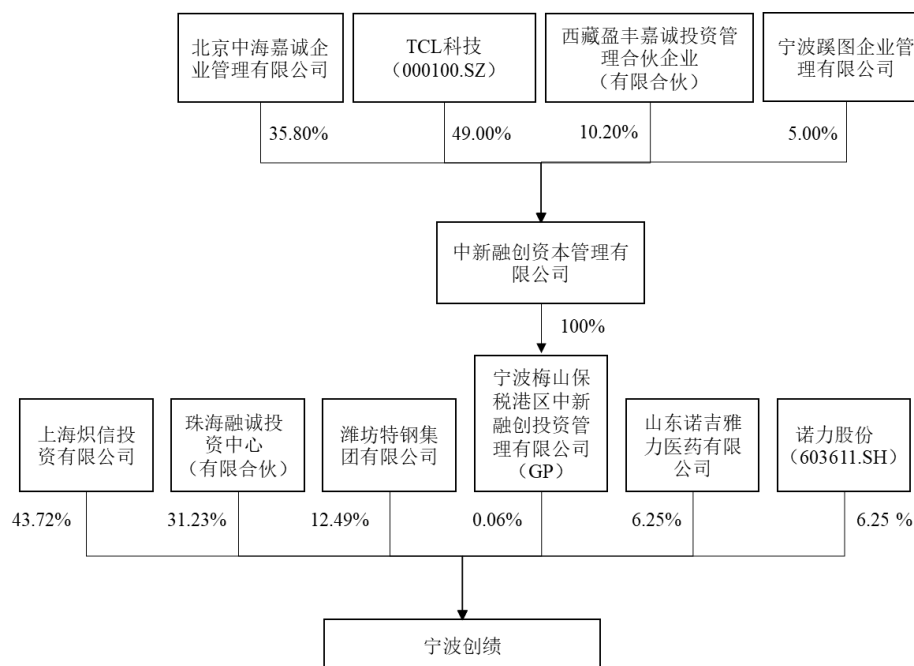 北京中海嘉诚企
业管理有限公司
TCL科技
（000100.SZ）
西藏盈丰嘉诚投资管
理合伙企业
（有限合伙）
宁波蹊图企业管
理有限公司
35.80%
49.00%
10.20%
5.00%
中新融创资本管理有
限公司
100%
上海炽信投
资有限公司
珠海融诚投
资中心
（有限合伙）
潍坊特钢集
团有限公司
宁波梅山保
税港区中新
融创投资管
理有限公司
（GP）
山东诺吉雅
力医药有限
公司
诺力股份
（603611.SH）
43.72%
31.23%
12.49%
0.06%
6.25%
6.25 %
宁波创绩